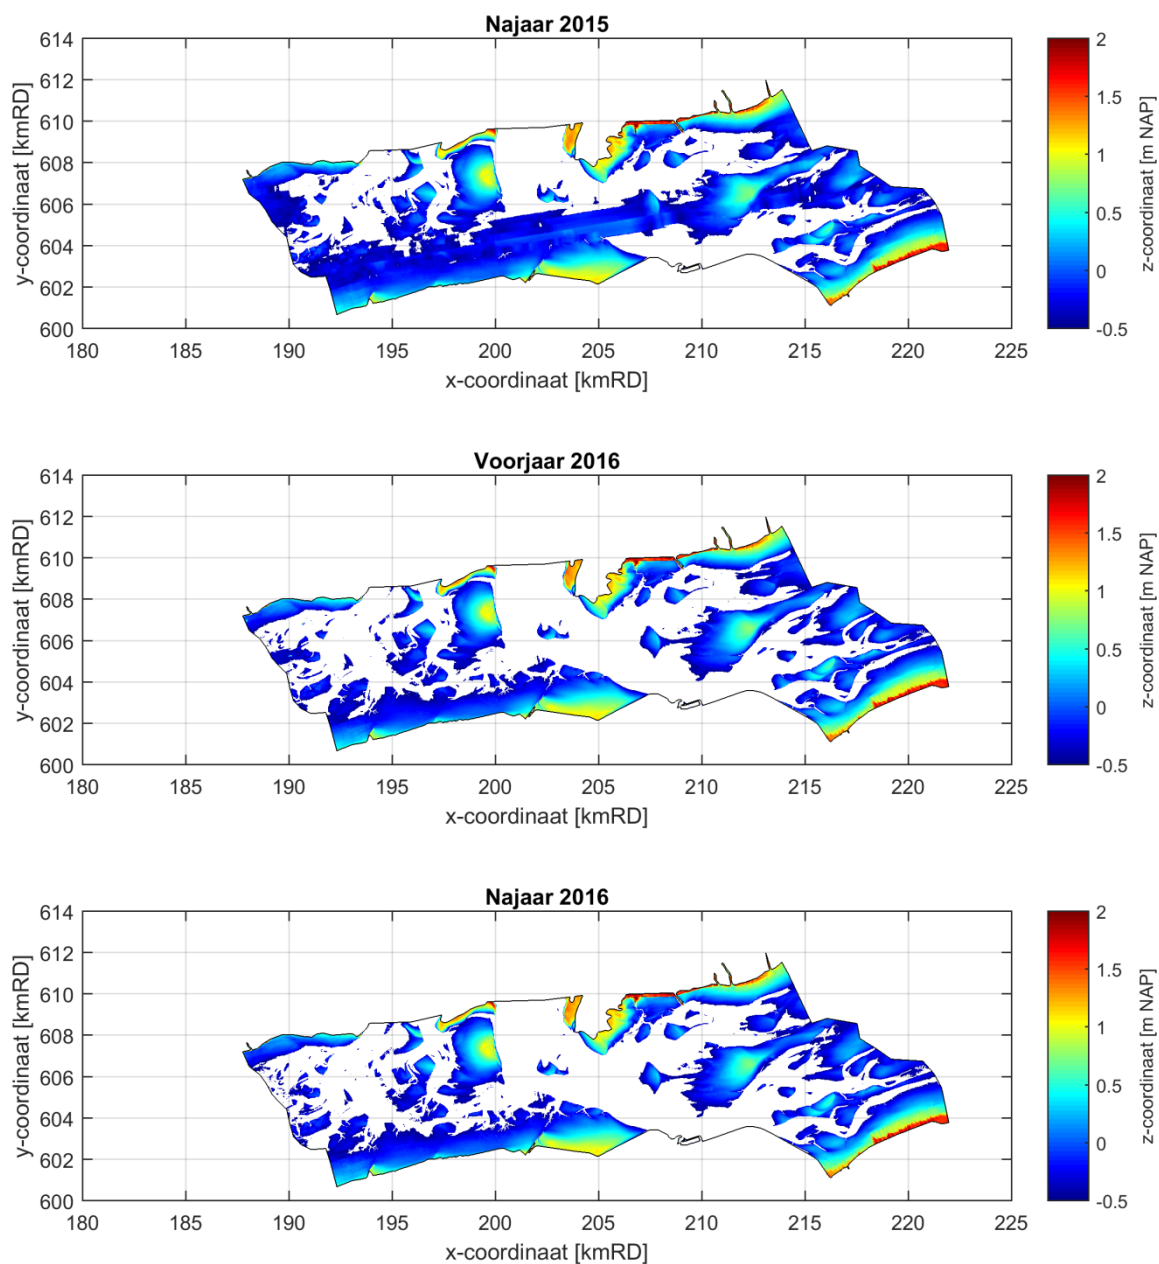 Najaar 2015
614
612
610
608
606
604
602
600
y-coordinaat [kmRD]
180 185 190 195 200 205 210 215 220 225
x-coordinaat [kmRD]
2
1.5
1
0.5
0
-0.5
z-coordinaat [m NAP]
Voorjaar 2016
614
612
610
608
606
604
602
600
y-coordinaat [kmRD]
180 185 190 195 200 205 210 215 220 225
x-coordinaat [kmRD]
2
1.5
1
0.5
0
-0.5
z-coordinaat [m NAP]
Najaar 2016
614
612
610
608
606
604
602
600
y-coordinaat [kmRD]
180 185 190 195 200 205 210 215 220 225
x-coordinaat [kmRD]
2
1.5
1
0.5
0
-0.5
z-coordinaat [m NAP]